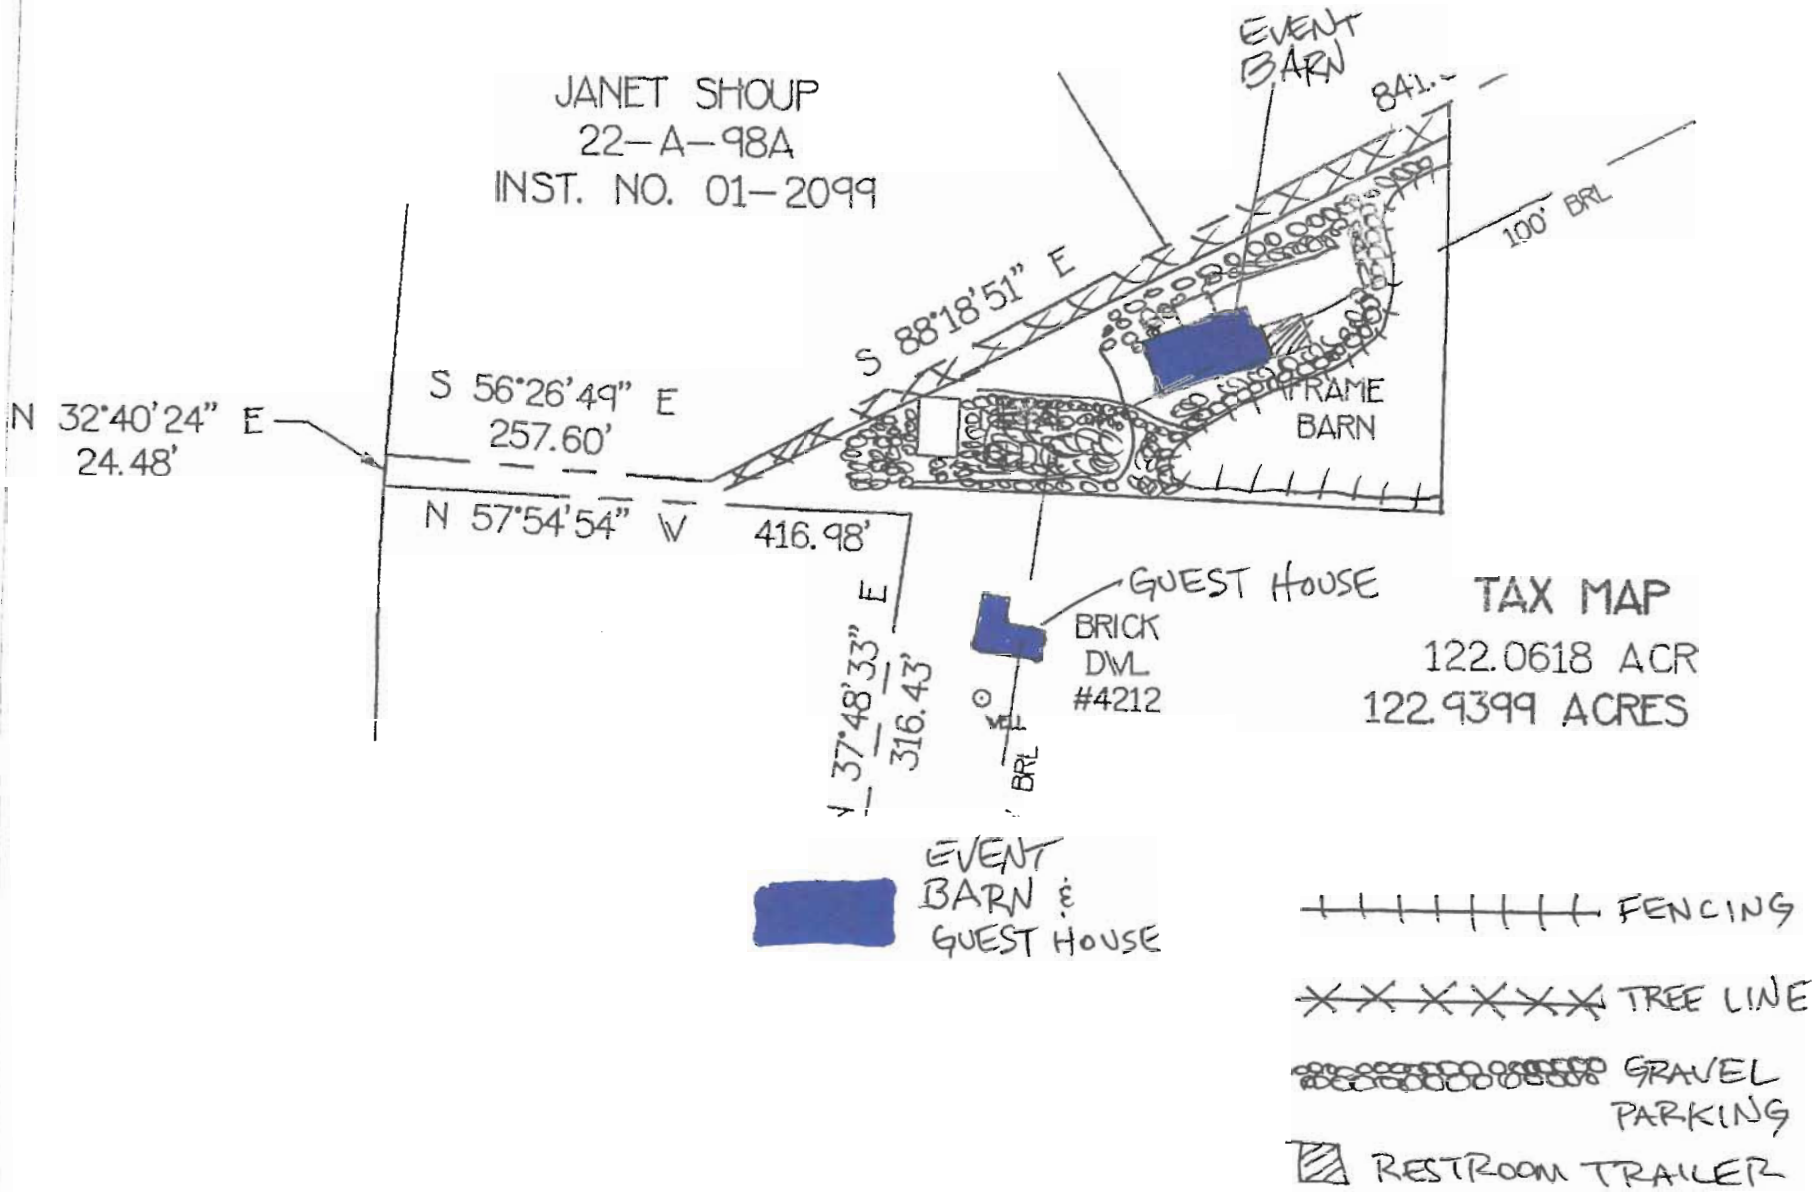 EVENT
BARN
JANET SHOUP
22-A-98A
INST. NO. 01-2099
841.
100' BRL
S 88°18'51" E
S 56°26'49" E
257.60'
N 32°40'24" E
24.48'
FRAME
BARN
N 57°54'54" W
416.98'
GUEST HOUSE
BRICK
DWL
#4212
WELL
37°48'33" E
316.43'
BRL
TAX MAP
122.0618 ACR
122.9399 ACRES
EVENT
BARN &
GUEST HOUSE
FENCING
TREE LINE
GRAVEL
PARKING
RESTROOM TRAILER